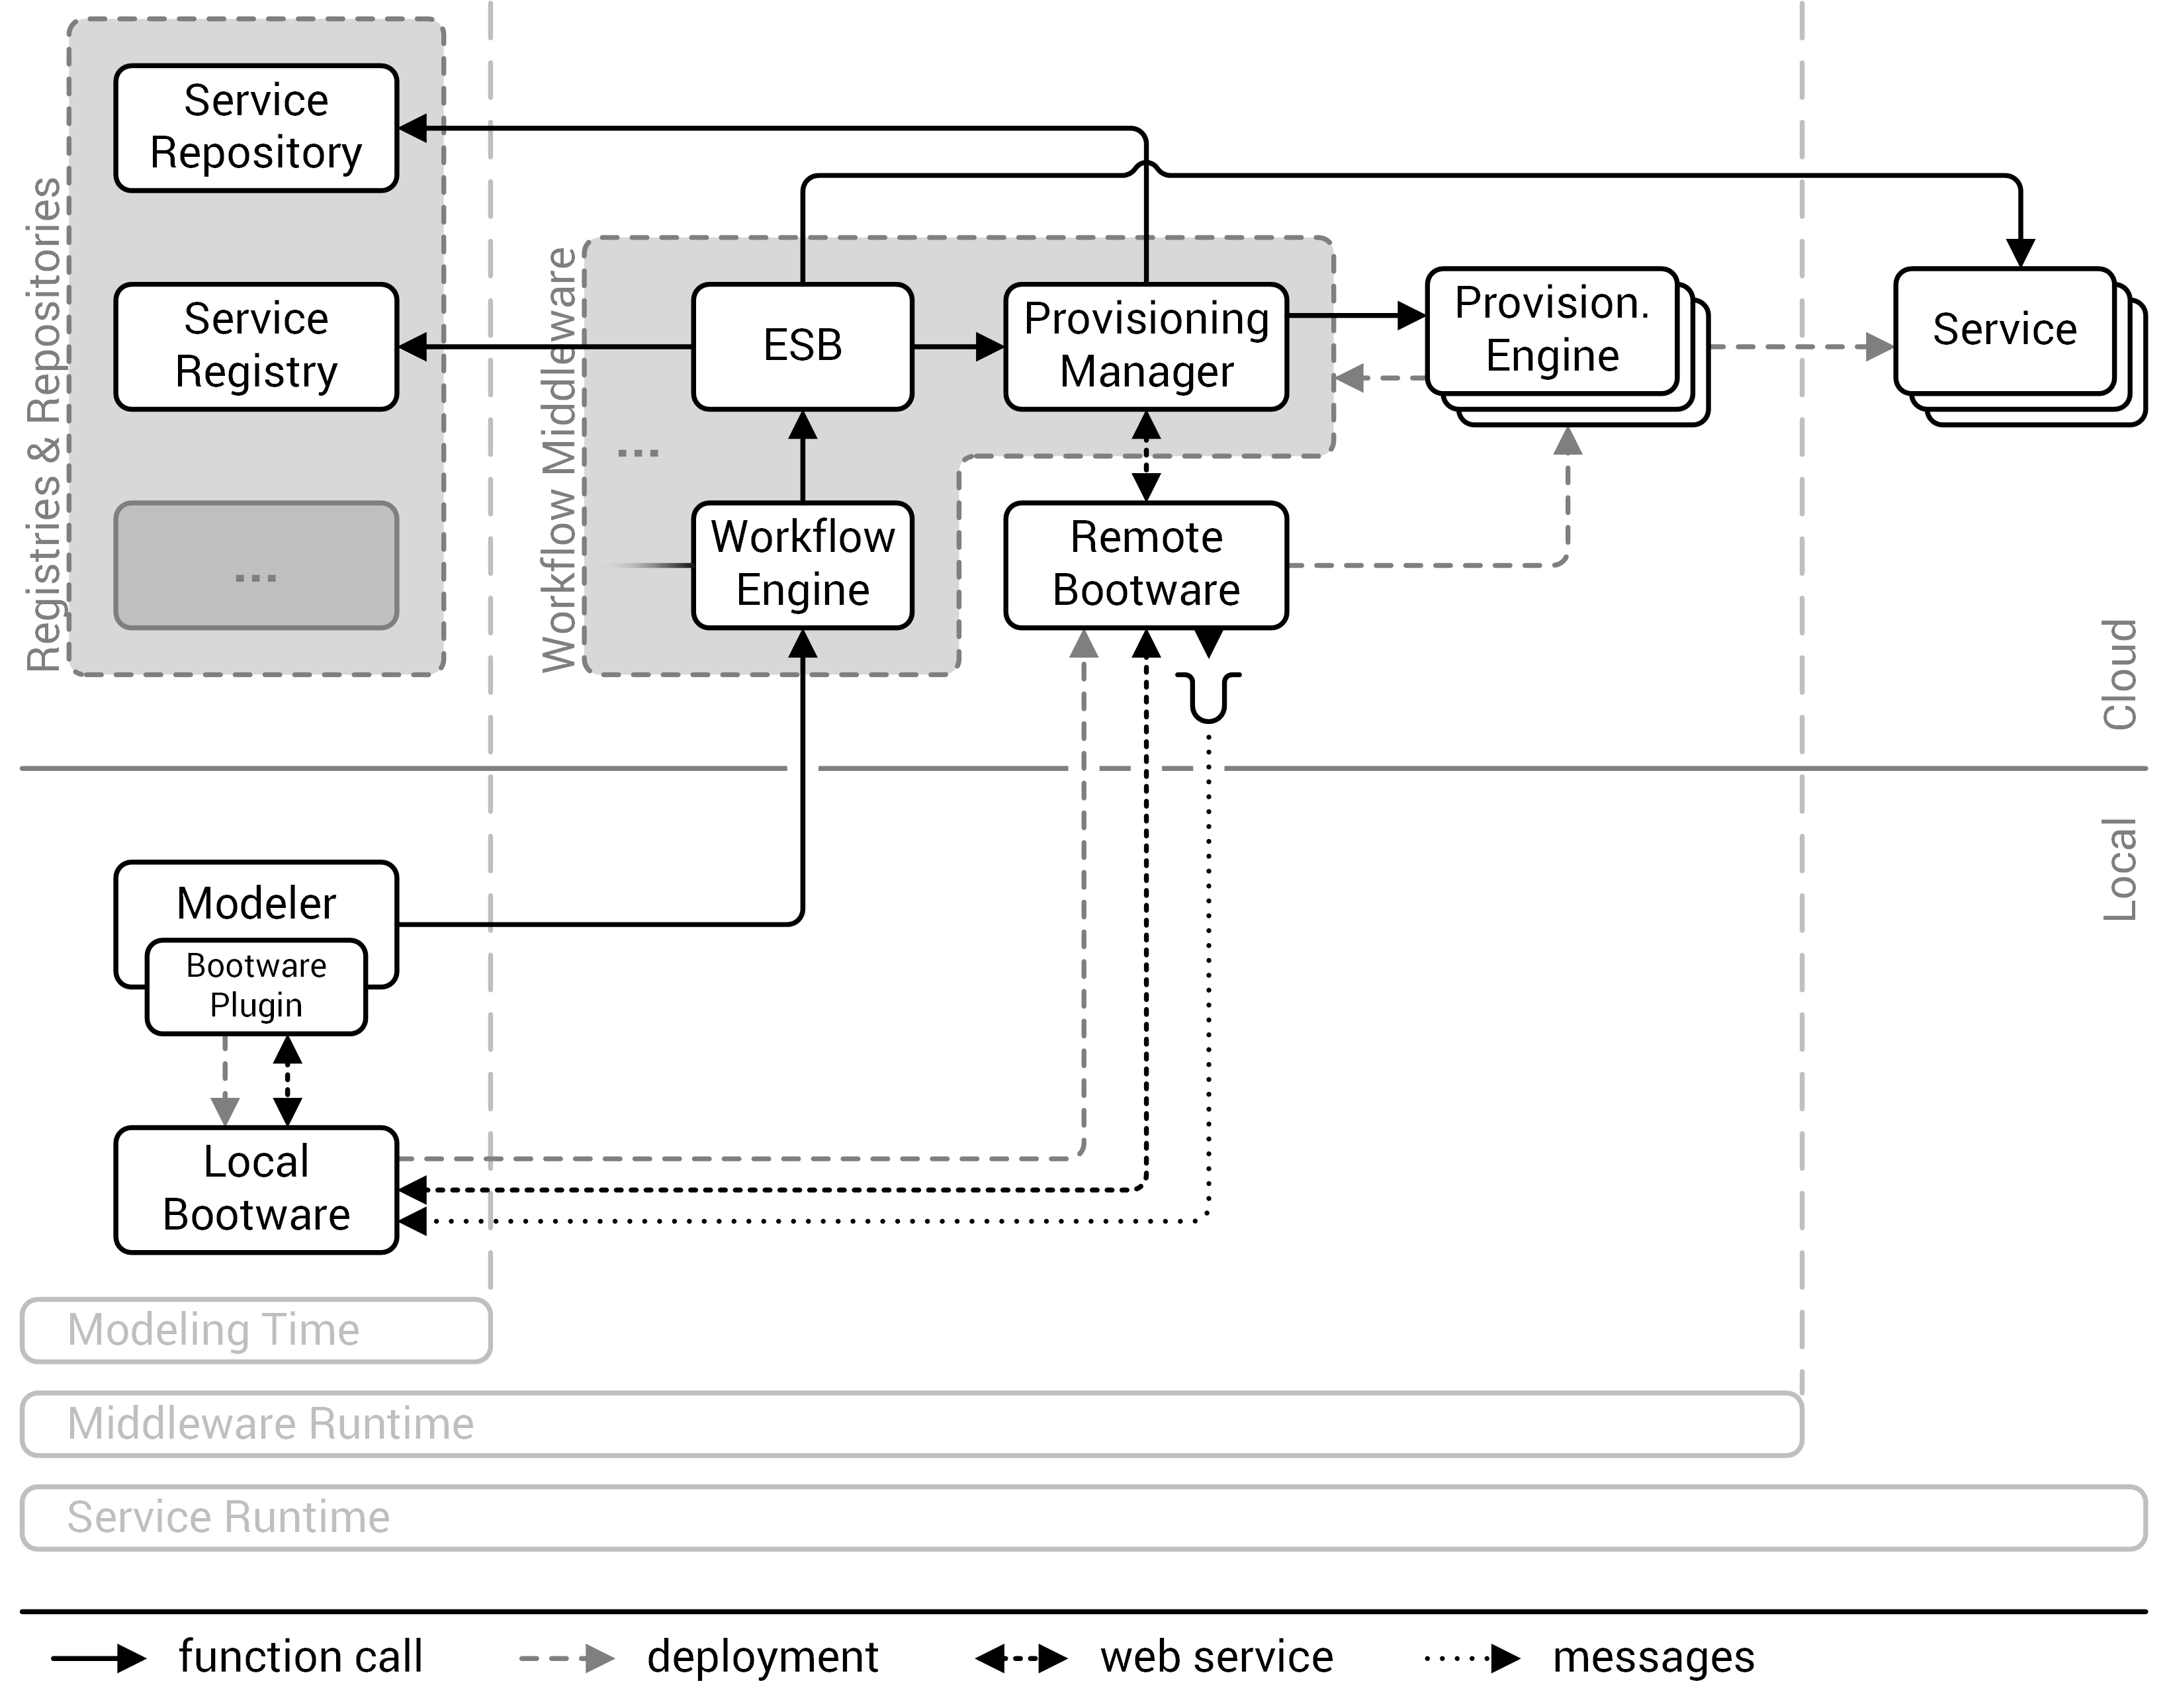 Registries & Repositories
Service
Repository
Service
Registry
...
Workflow Middleware
ESB
Provisioning
Manager
Provision.
Engine
Service
...
Workflow
Engine
Remote
Bootware
Cloud
Local
Modeler
Bootware
Plugin
Local
Bootware
Modeling Time
Middleware Runtime
Service Runtime
function call
deployment
web service
messages